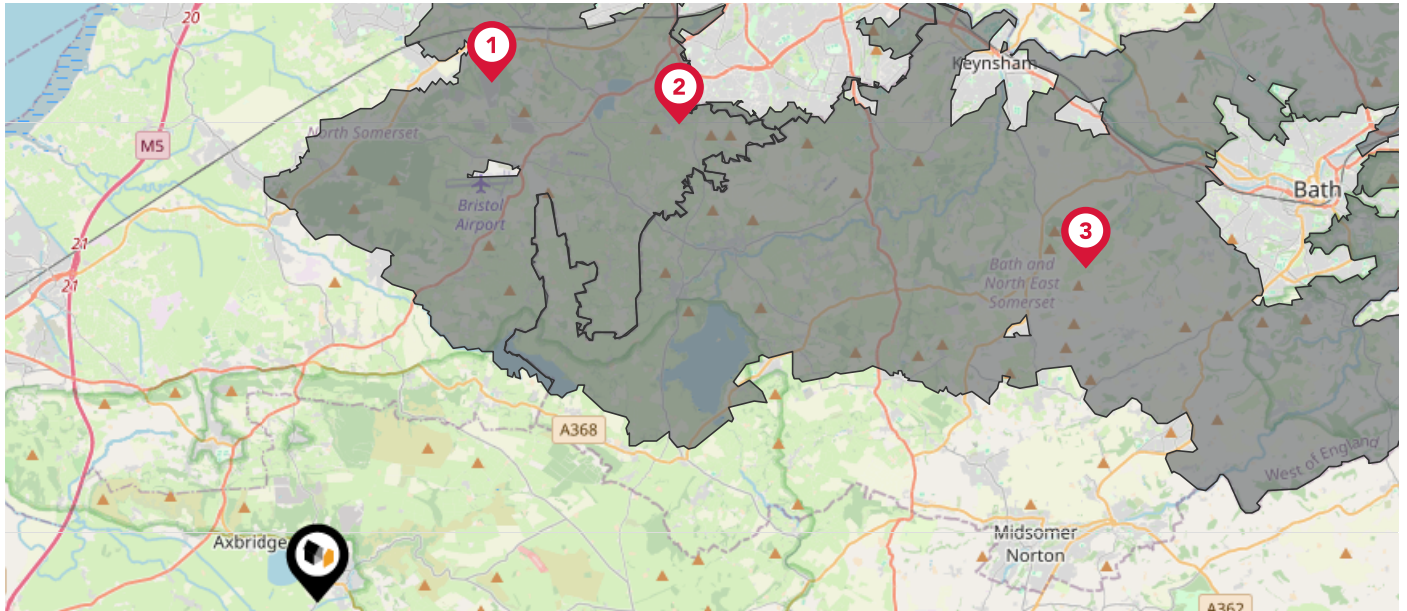 20
1
2
Keynsham
North Somerset
M5
Bath
Bristol
Airport
3
21
Bath and
North East
Somerset
21
A368
West of England
Axbridge
Midsomer
Norton
A362